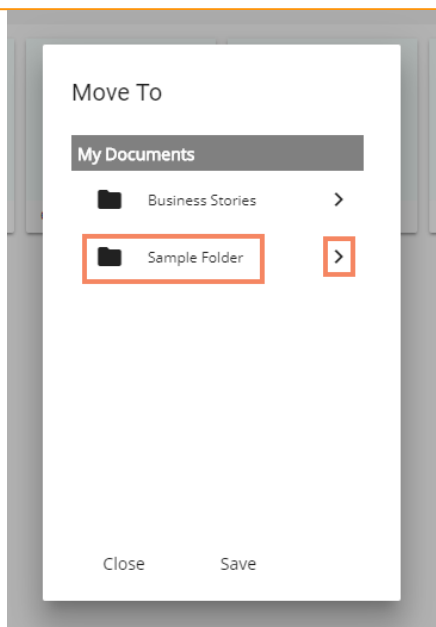 Move To
My Documents
Business Stories
Sample Folder
Close Save